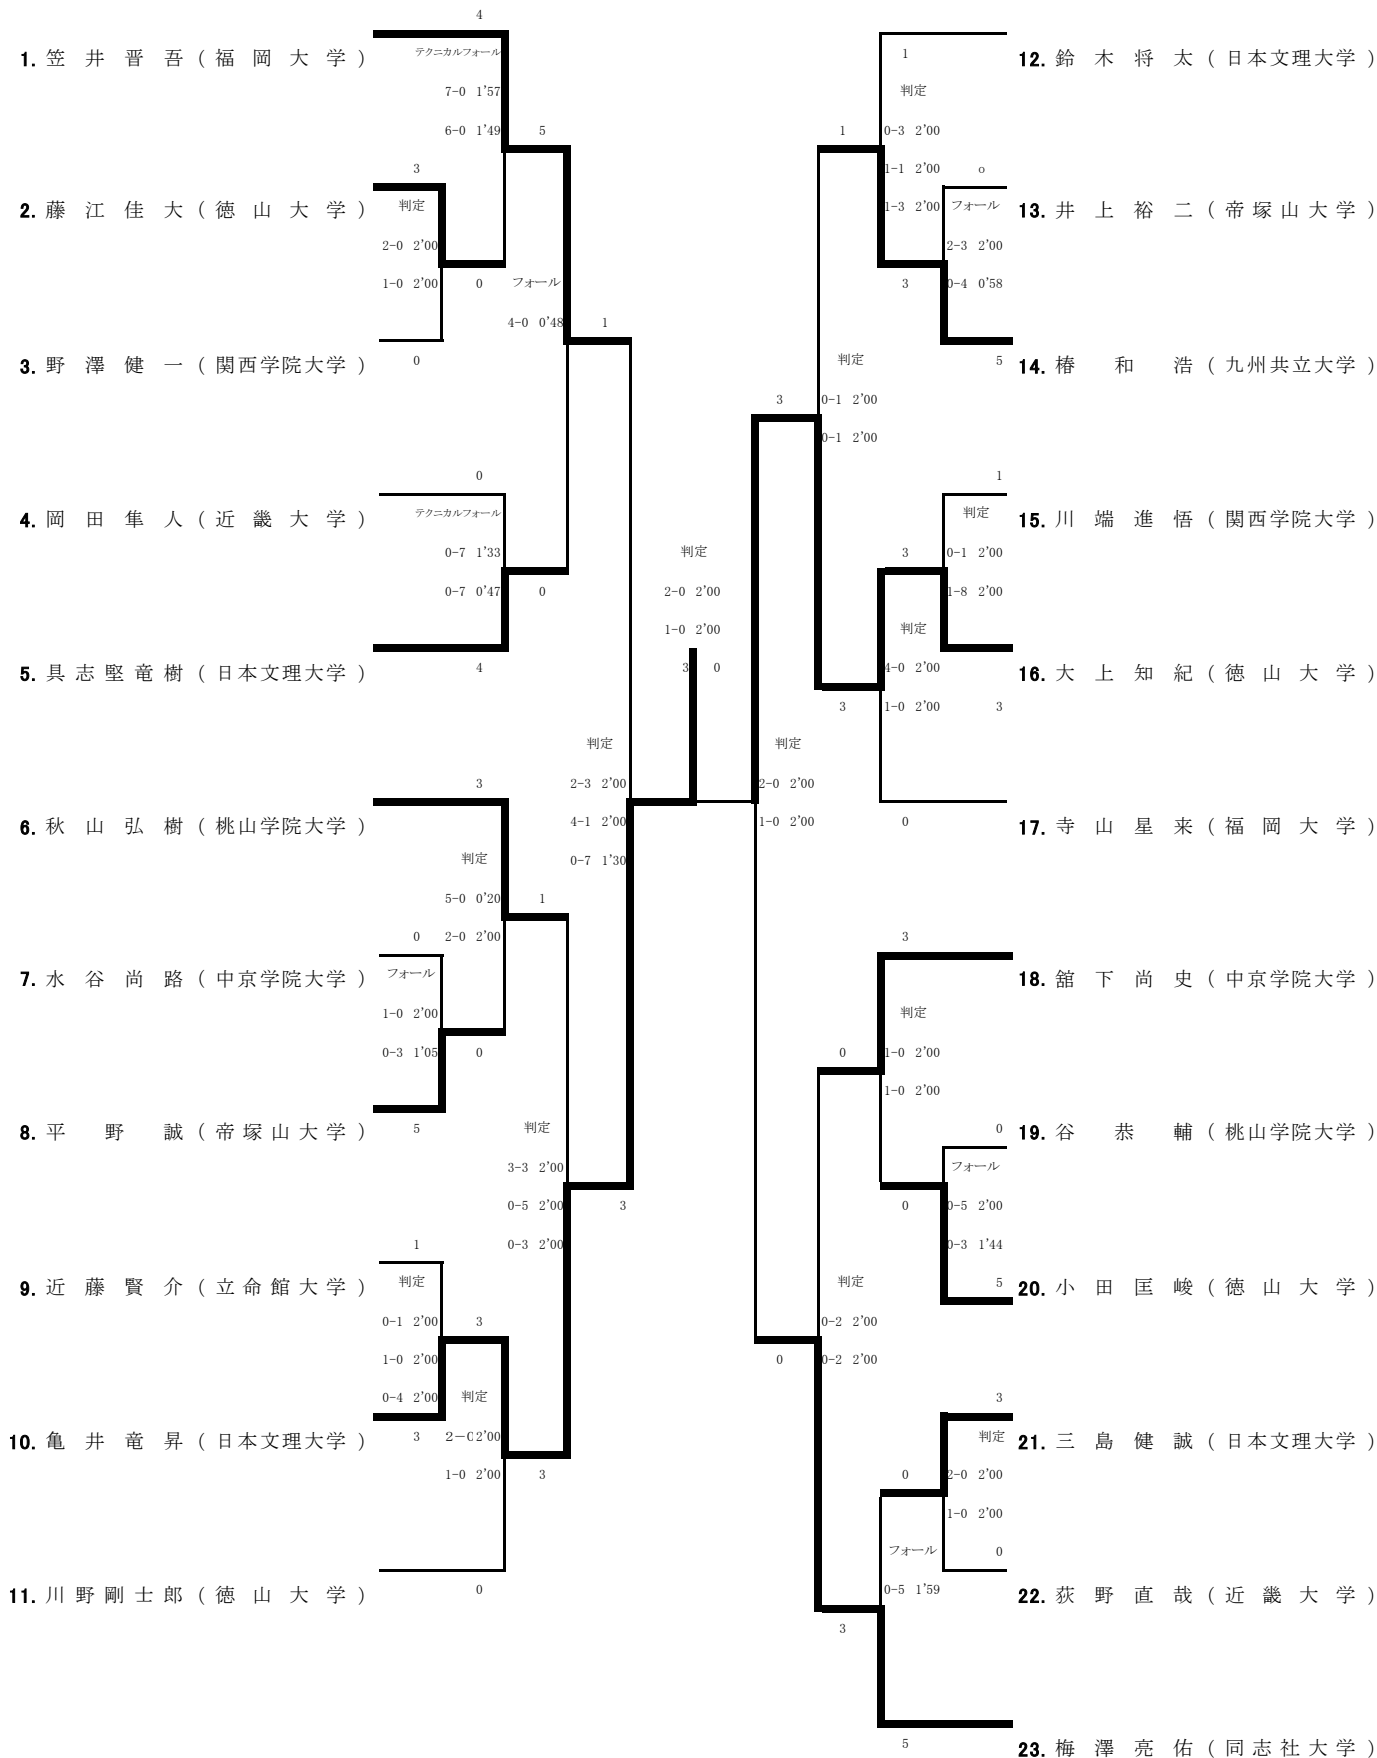 4
1. 笠井晋吾(福岡大学)
テクニカルフォール
7-0 1'57
6-0 1'49
5
3
2. 藤江佳大(徳山大学)
判定
2-0 2'00
1-0 2'00
0
フォール
4-0 0'48
1
3. 野澤健一(関西学院大学)
0
0
4. 岡田隼人(近畿大学)
テクニカルフォール
0-7 1'33
0-7 0'47
0
5. 具志堅竜樹(日本文理大学)
4
判定
2-3 2'00
4-1 2'00
0-7 1'30
3
6. 秋山弘樹(桃山学院大学)
判定
5-0 0'20
2-0 2'00
1
0
7. 水谷尚路(中京学院大学)
フォール
1-0 2'00
0-3 1'05
0
8. 平野誠(帝塚山大学)
5
判定
3-3 2'00
0-5 2'00
0-3 2'00
3
1
9. 近藤賢介(立命館大学)
判定
0-1 2'00
1-0 2'00
0-4 2'00
3
10. 亀井竜昇(日本文理大学)
3
判定
2-0 2'00
1-0 2'00
3
11. 川野剛士郎(徳山大学)
0
判定
2-0 2'00
1-0 2'00
3
0
1
12. 鈴木将太(日本文理大学)
判定
0-3 2'00
1-1 2'00
1-3 2'00
1
o
13. 井上裕二(帝塚山大学)
フォール
2-3 2'00
0-4 0'58
3
5
14. 椿和浩(九州共立大学)
判定
0-1 2'00
0-1 2'00
3
1
15. 川端進悟(関西学院大学)
判定
0-1 2'00
1-8 2'00
3
16. 大上知紀(徳山大学)
判定
4-0 2'00
1-0 2'00
3
3
判定
2-0 2'00
1-0 2'00
0
17. 寺山星来(福岡大学)
3
18. 舘下尚史(中京学院大学)
判定
1-0 2'00
1-0 2'00
0
0
19. 谷恭輔(桃山学院大学)
フォール
0-5 2'00
0-3 1'44
0
5
20. 小田匡峻(徳山大学)
判定
0-2 2'00
0-2 2'00
0
3
21. 三島健誠(日本文理大学)
判定
2-0 2'00
1-0 2'00
0
0
フォール
0-5 1'59
22. 荻野直哉(近畿大学)
3
5
23. 梅澤亮佑(同志社大学)